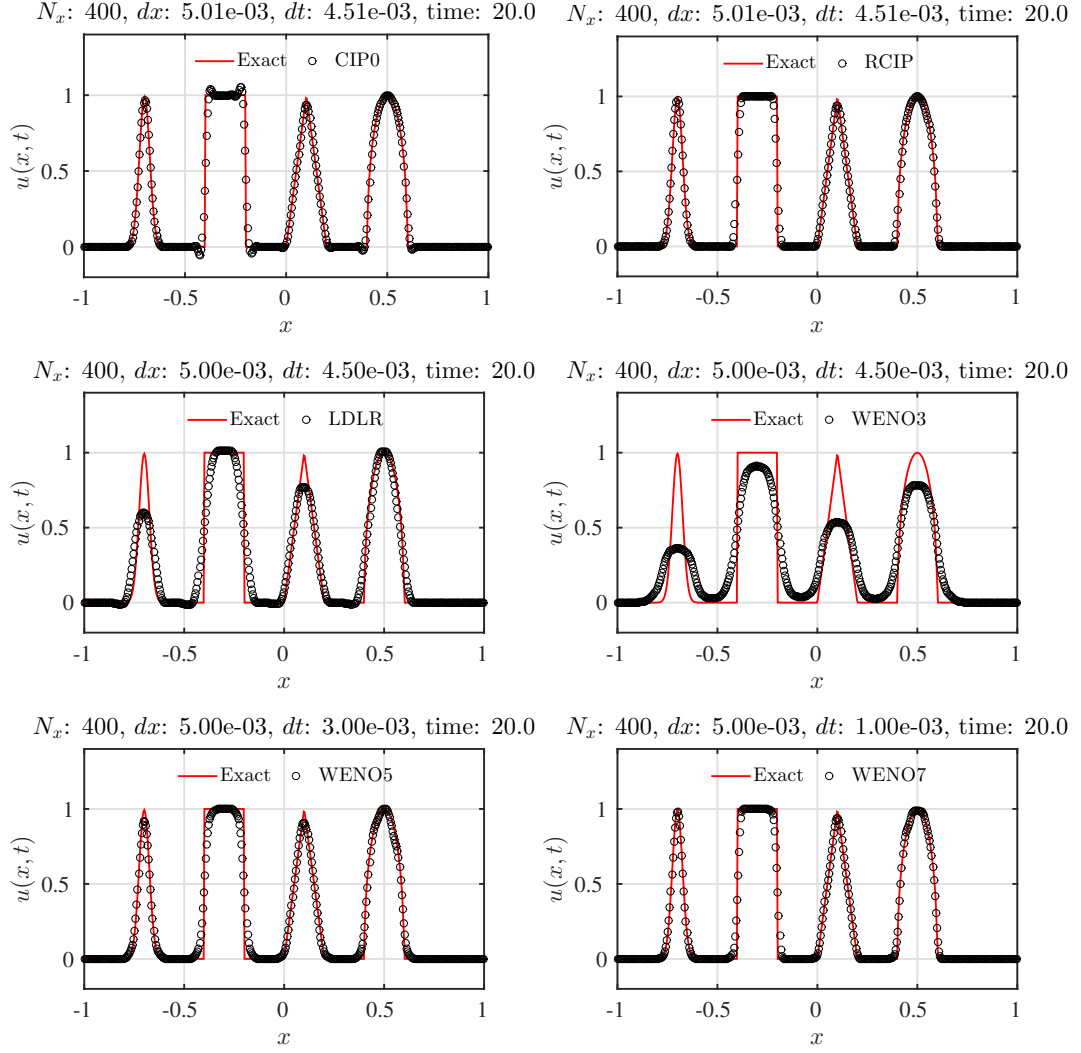 N_x: 400, dx: 5.01e-03, dt: 4.51e-03, time: 20.0
Exact CIP0
1
0.5
0
u(x, t)
-1 -0.5 0 0.5 1
x
N_x: 400, dx: 5.01e-03, dt: 4.51e-03, time: 20.0
Exact RCIP
1
0.5
0
u(x, t)
-1 -0.5 0 0.5 1
x
N_x: 400, dx: 5.00e-03, dt: 4.50e-03, time: 20.0
Exact LDLR
1
0.5
0
u(x, t)
-1 -0.5 0 0.5 1
x
N_x: 400, dx: 5.00e-03, dt: 4.50e-03, time: 20.0
Exact WENO3
1
0.5
0
u(x, t)
-1 -0.5 0 0.5 1
x
N_x: 400, dx: 5.00e-03, dt: 3.00e-03, time: 20.0
Exact WENO5
1
0.5
0
u(x, t)
-1 -0.5 0 0.5 1
x
N_x: 400, dx: 5.00e-03, dt: 1.00e-03, time: 20.0
Exact WENO7
1
0.5
0
u(x, t)
-1 -0.5 0 0.5 1
x